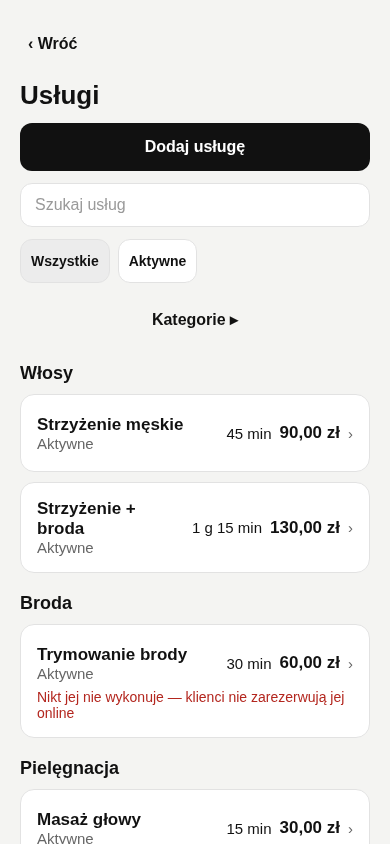 ‹ Wróć
Usługi
Dodaj usługę
Szukaj usług
Wszystkie
Aktywne
Kategorie ▸
Włosy
Strzyżenie męskie
Aktywne
45 min 90,00 zł ›
Strzyżenie +
broda
Aktywne
1 g 15 min 130,00 zł ›
Broda
Trymowanie brody
Aktywne
30 min 60,00 zł ›
Nikt jej nie wykonuje — klienci nie zarezerwują jej
online
Pielęgnacja
Masaż głowy
Aktywne
15 min 30,00 zł ›